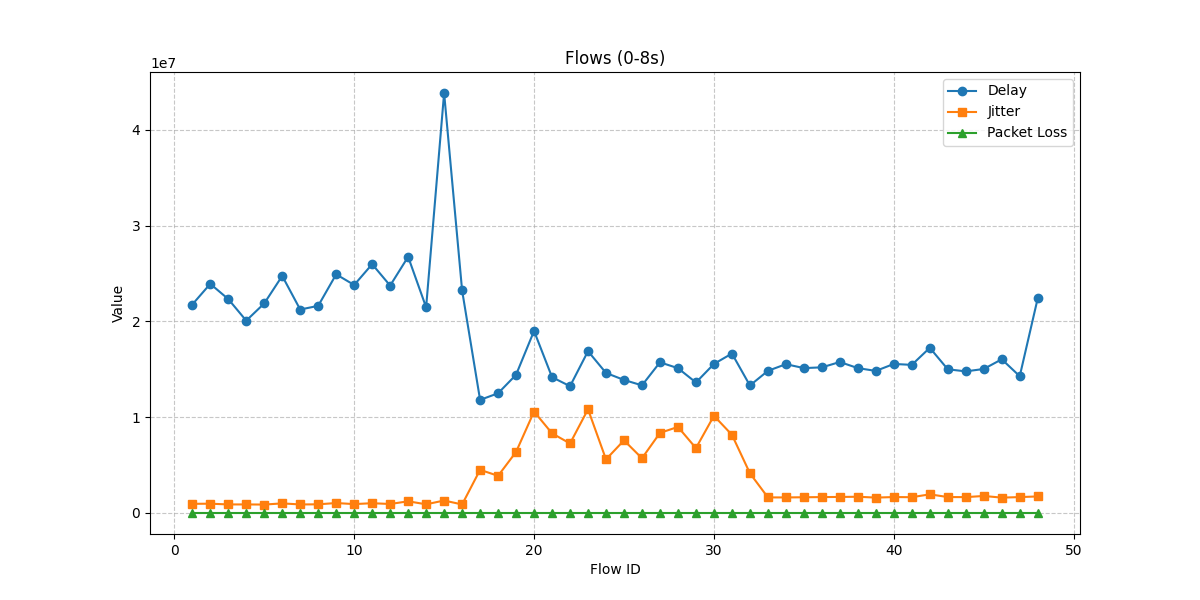 Flows (0-8s)
1e7
Delay
Jitter
Packet Loss
4
3
2
1
0
Value
0 10 20 30 40 50
Flow ID